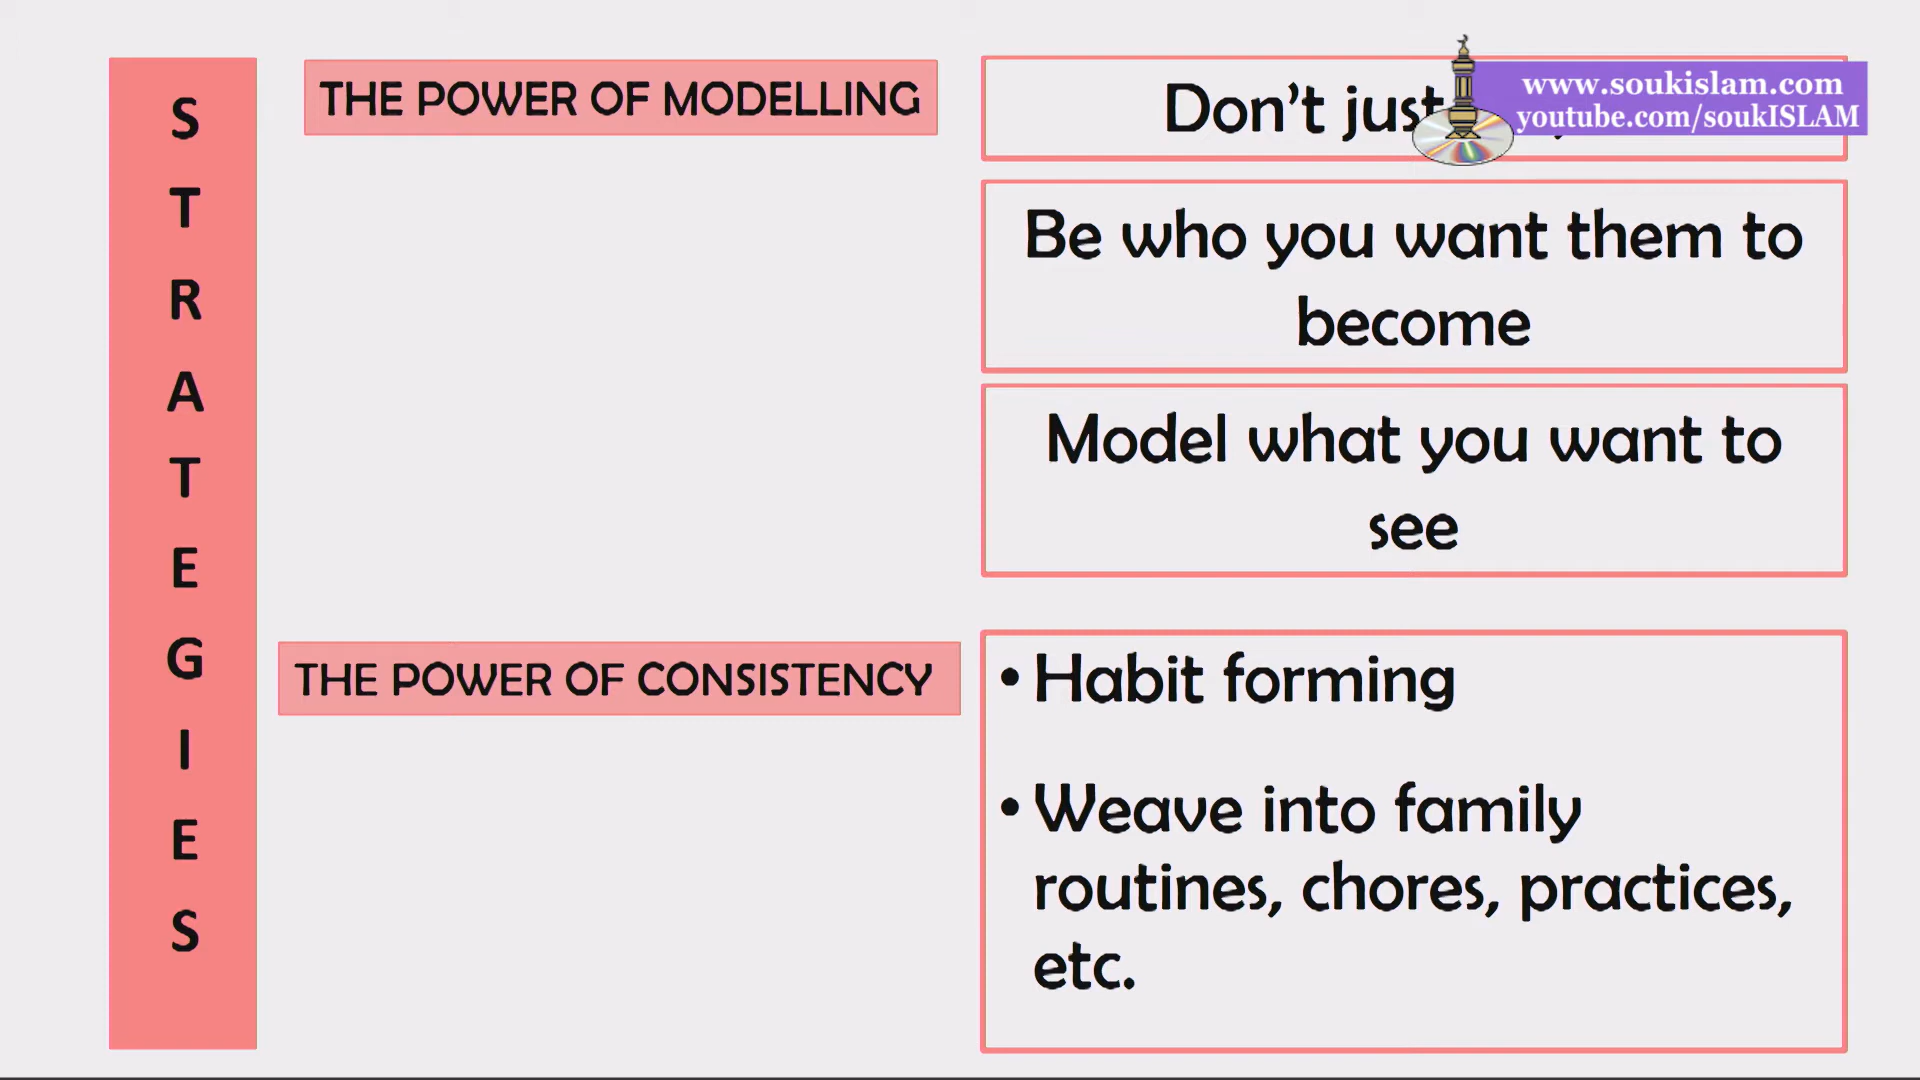 STRATEGIES
THE POWER OF MODELLING
Don't just
www.soukislam.com
youtube.com/soukISLAM
Be who you want them to
become
Model what you want to
see
THE POWER OF CONSISTENCY
• Habit forming
• Weave into family
routines, chores, practices,
etc.